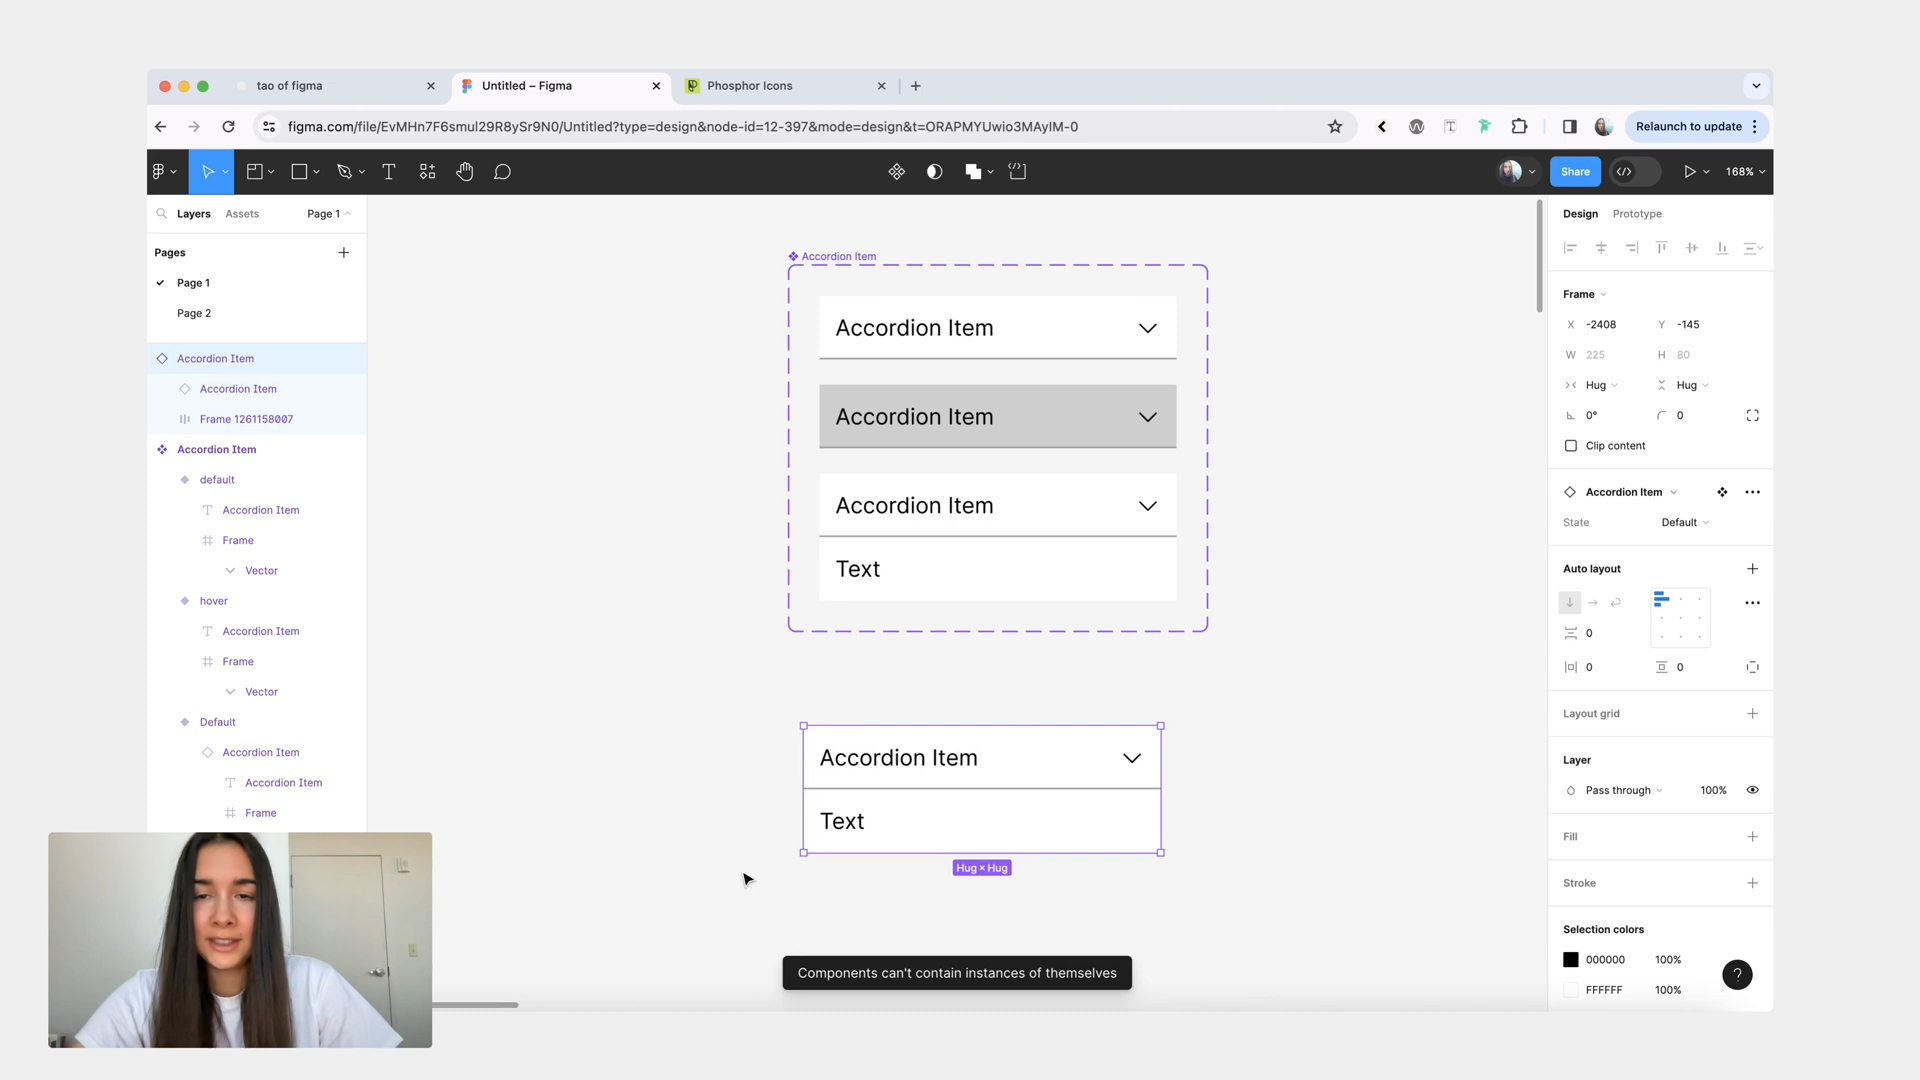 tao of figma
Untitled – Figma
Phosphor Icons
figma.com/file/EvMHn7F6smul29R8ySr9N0/Untitled?type=design&node-id=12-397&mode=design&t=ORAPMYUwio3MAyIM-0
Relaunch to update
Share
168%
Layers
Assets
Page 1
Pages
Page 1
Page 2
Accordion Item
Accordion Item
Frame 1261158007
Accordion Item
default
Accordion Item
Frame
Vector
hover
Accordion Item
Frame
Vector
Default
Accordion Item
Accordion Item
Frame
Accordion Item
Accordion Item
Accordion Item
Accordion Item
Text
Accordion Item
Text
Hug × Hug
Components can't contain instances of themselves
Design
Prototype
Frame
X -2408
Y -145
W 225
H 80
Hug
Hug
0°
0
Clip content
Accordion Item
State
Default
Auto layout
0
0
0
Layout grid
Layer
Pass through
100%
Fill
Stroke
Selection colors
000000
100%
FFFFFF
100%
?